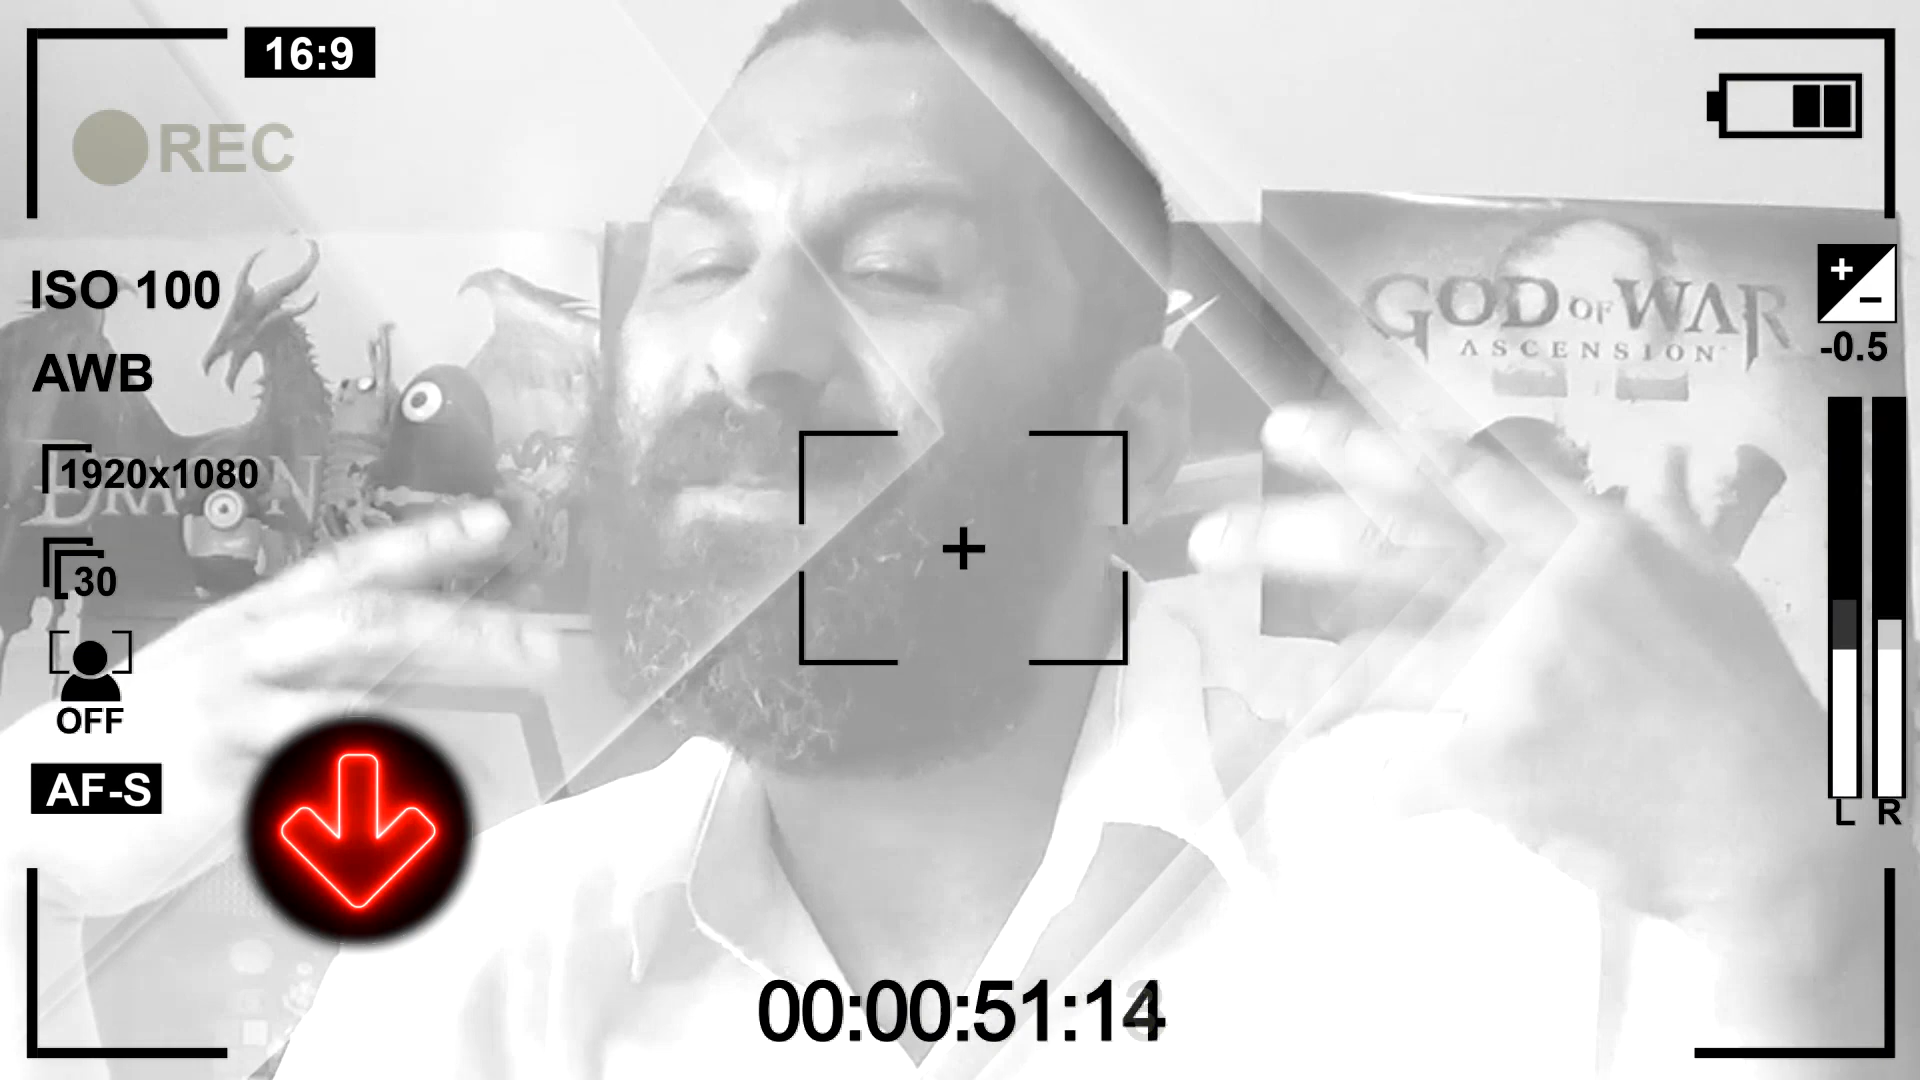 16:9
REC
ISO 100
AWB
1920x1080
30
OFF
AF-S
GOD OF WAR
ASCENSION
+
−
-0.5
L R
00:00:51:14